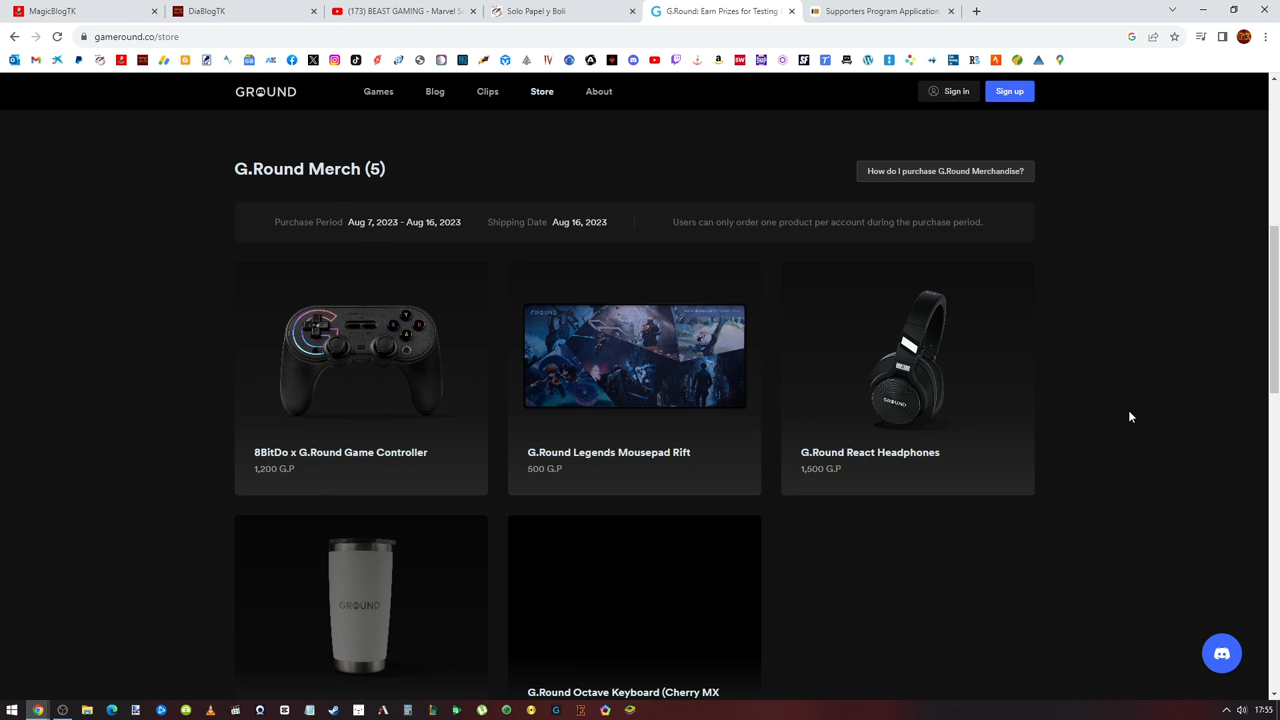 MagicBlogTK
DiaBlogTK
(173) BEAST GAMING - Marvel S
Solo Papel y Boli
G.Round: Earn Prizes for Testing
Supporters Program Application
gameround.co/store
GROUND
Games
Blog
Clips
Store
About
Sign in
Sign up
G.Round Merch (5)
How do I purchase G.Round Merchandise?
Purchase Period Aug 7, 2023 - Aug 16, 2023
Shipping Date Aug 16, 2023
Users can only order one product per account during the purchase period.
8BitDo x G.Round Game Controller
1,200 G.P
G.Round Legends Mousepad Rift
500 G.P
GROUND
G.Round React Headphones
1,500 G.P
GROUND
G.Round Octave Keyboard (Cherry MX
17:55